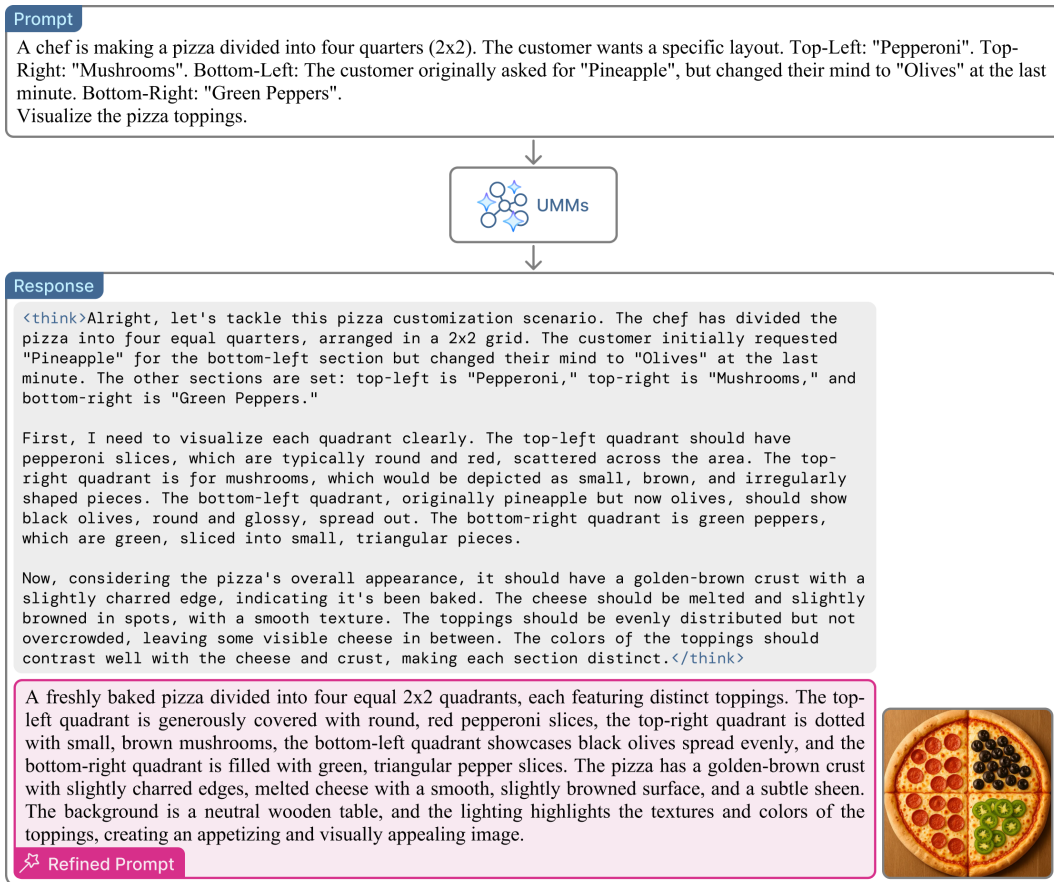 Prompt
A chef is making a pizza divided into four quarters (2x2). The customer wants a specific layout. Top-Left: "Pepperoni". Top-
Right: "Mushrooms". Bottom-Left: The customer originally asked for "Pineapple", but changed their mind to "Olives" at the last
minute. Bottom-Right: "Green Peppers".
Visualize the pizza toppings.
UMMs
Response
<think>Alright, let's tackle this pizza customization scenario. The chef has divided the
pizza into four equal quarters, arranged in a 2x2 grid. The customer initially requested
"Pineapple" for the bottom-left section but changed their mind to "Olives" at the last
minute. The other sections are set: top-left is "Pepperoni," top-right is "Mushrooms," and
bottom-right is "Green Peppers."
First, I need to visualize each quadrant clearly. The top-left quadrant should have
pepperoni slices, which are typically round and red, scattered across the area. The top-
right quadrant is for mushrooms, which would be depicted as small, brown, and irregularly
shaped pieces. The bottom-left quadrant, originally pineapple but now olives, should show
black olives, round and glossy, spread out. The bottom-right quadrant is green peppers,
which are green, sliced into small, triangular pieces.
Now, considering the pizza's overall appearance, it should have a golden-brown crust with a
slightly charred edge, indicating it's been baked. The cheese should be melted and slightly
browned in spots, with a smooth texture. The toppings should be evenly distributed but not
overcrowded, leaving some visible cheese in between. The colors of the toppings should
contrast well with the cheese and crust, making each section distinct.</think>
A freshly baked pizza divided into four equal 2x2 quadrants, each featuring distinct toppings. The top-
left quadrant is generously covered with round, red pepperoni slices, the top-right quadrant is dotted
with small, brown mushrooms, the bottom-left quadrant showcases black olives spread evenly, and the
bottom-right quadrant is filled with green, triangular pepper slices. The pizza has a golden-brown crust
with slightly charred edges, melted cheese with a smooth, slightly browned surface, and a subtle sheen.
The background is a neutral wooden table, and the lighting highlights the textures and colors of the
toppings, creating an appetizing and visually appealing image.
Refined Prompt